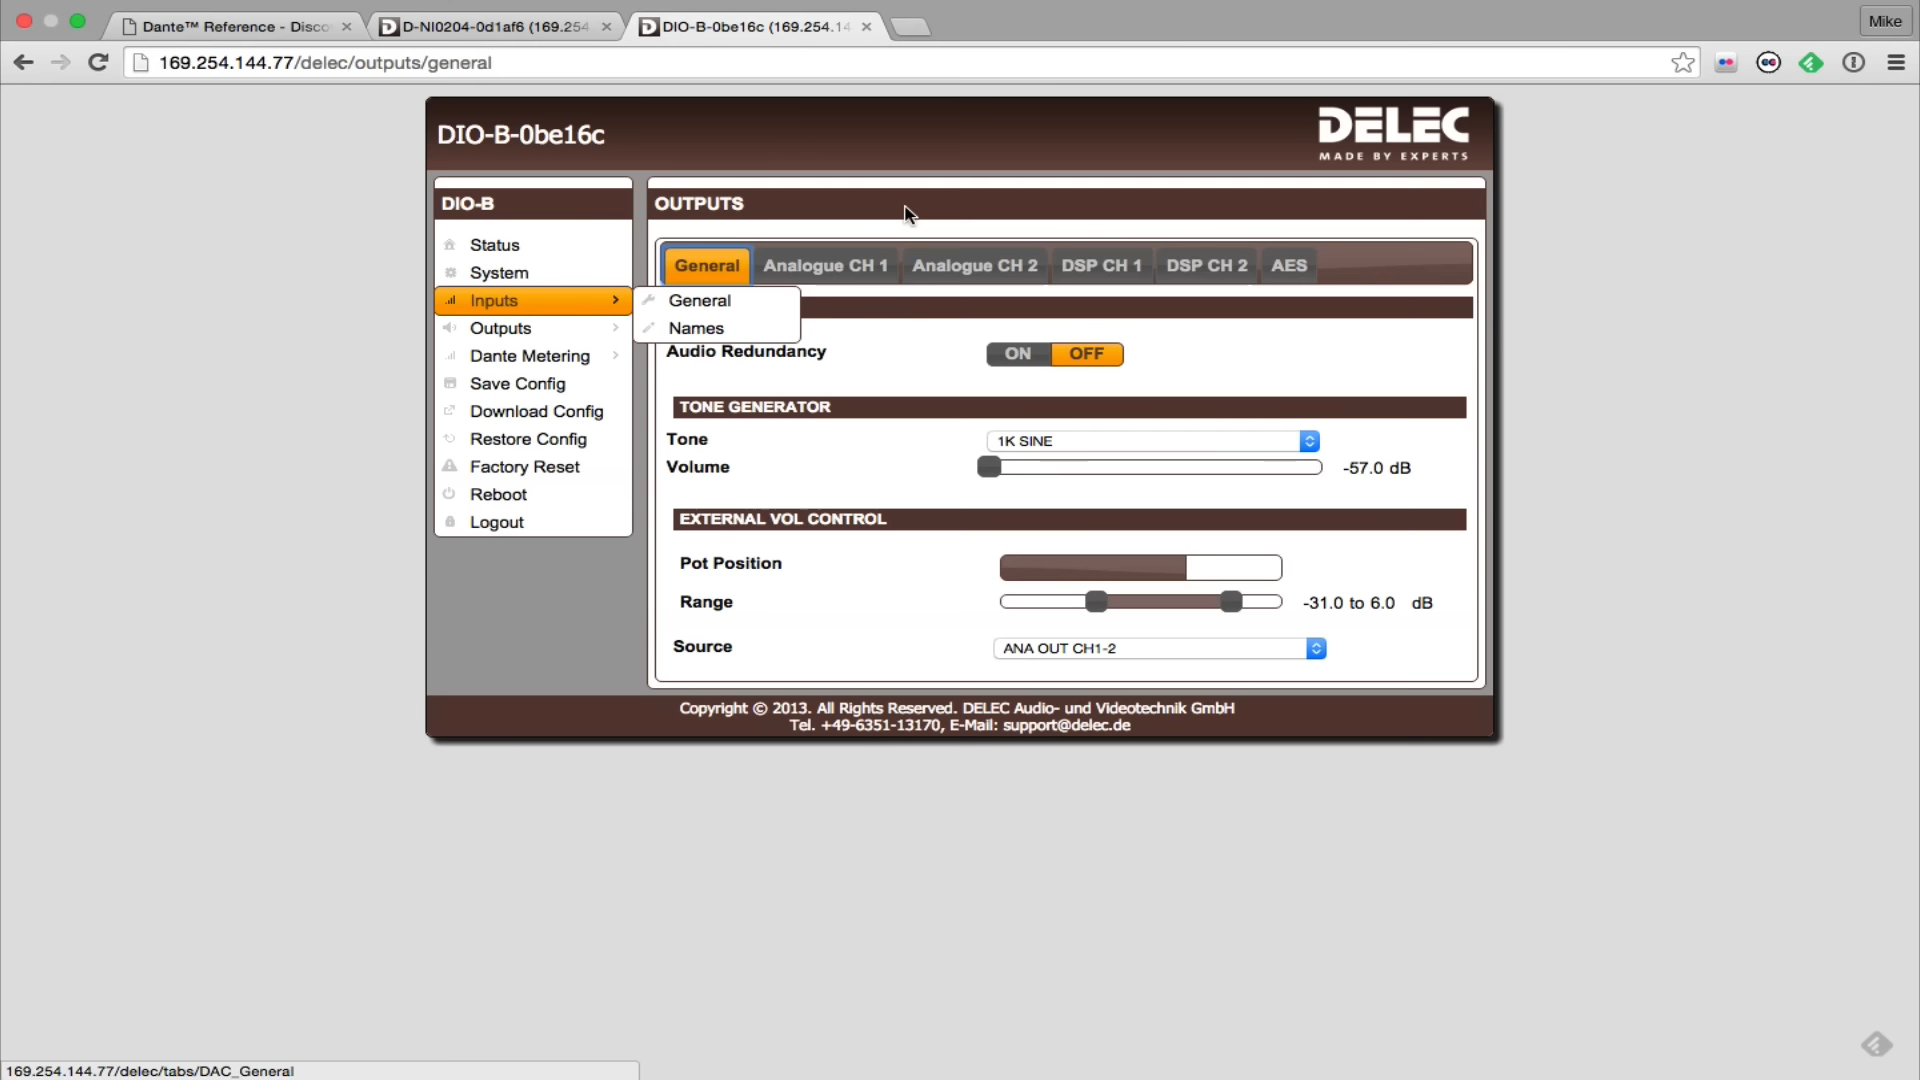 Dante™ Reference - Disco
D-NI0204-0d1af6 (169.254
DIO-B-0be16c (169.254.14
Mike
169.254.144.77/delec/outputs/general
DIO-B-0be16c
DELEC
MADE BY EXPERTS
DIO-B
Status
System
Inputs
Outputs
Dante Metering
Save Config
Download Config
Restore Config
Factory Reset
Reboot
Logout
General
Names
OUTPUTS
General
Analogue CH 1
Analogue CH 2
DSP CH 1
DSP CH 2
AES
Audio Redundancy
ON
OFF
TONE GENERATOR
Tone
1K SINE
Volume
-57.0 dB
EXTERNAL VOL CONTROL
Pot Position
Range
-31.0 to 6.0 dB
Source
ANA OUT CH1-2
Copyright © 2013. All Rights Reserved. DELEC Audio- und Videotechnik GmbH
Tel. +49-6351-13170, E-Mail: support@delec.de
169.254.144.77/delec/tabs/DAC_General